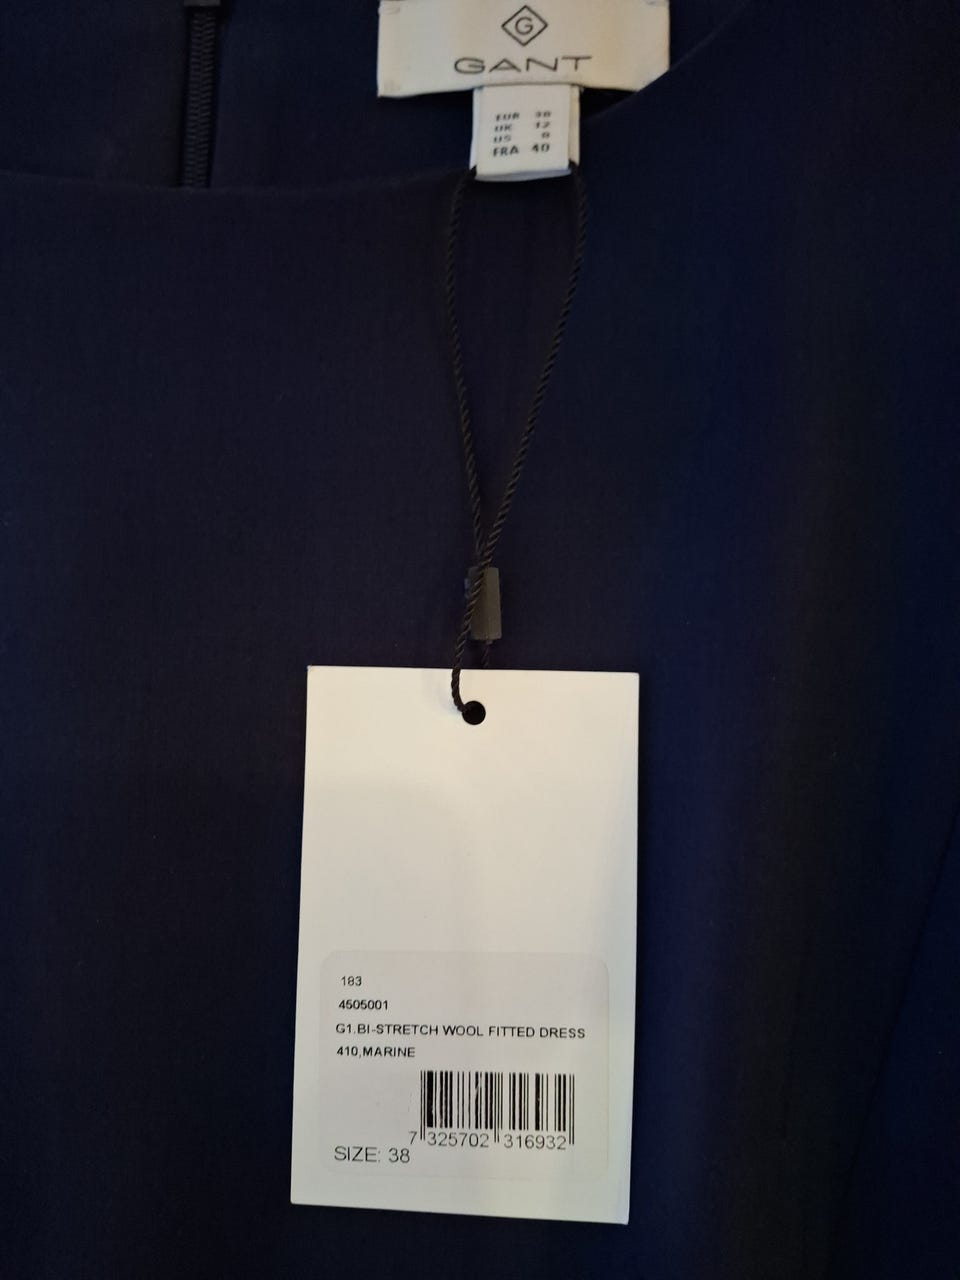 G
GANT
EUR 38
UK 12
US 8
FRA 40
183
4505001
G1.BI-STRETCH WOOL FITTED DRESS
410,MARINE
7 325702 316932
SIZE: 38